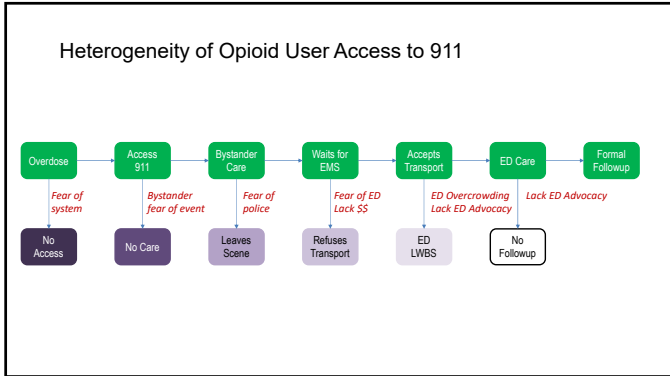 Heterogeneity of Opioid User Access to 911
Overdose
Access
911
Bystander
Care
Waits for
EMS
Accepts
Transport
ED Care
Formal
Followup
Fear of
system
Bystander
fear of event
Fear of
police
Fear of ED
Lack $$
ED Overcrowding
Lack ED Advocacy
Lack ED Advocacy
No
Access
No Care
Leaves
Scene
Refuses
Transport
ED
LWBS
No
Followup